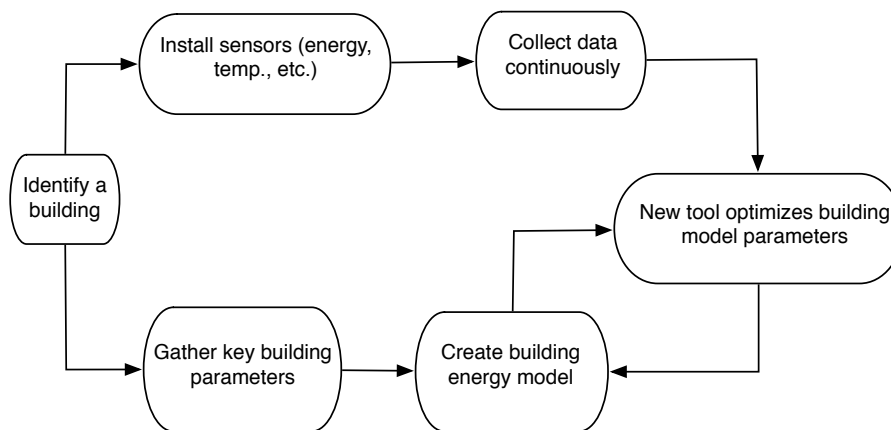 Install sensors (energy,
temp., etc.)
Collect data
continuously
Identify a
building
New tool optimizes building
model parameters
Gather key building
parameters
Create building
energy model